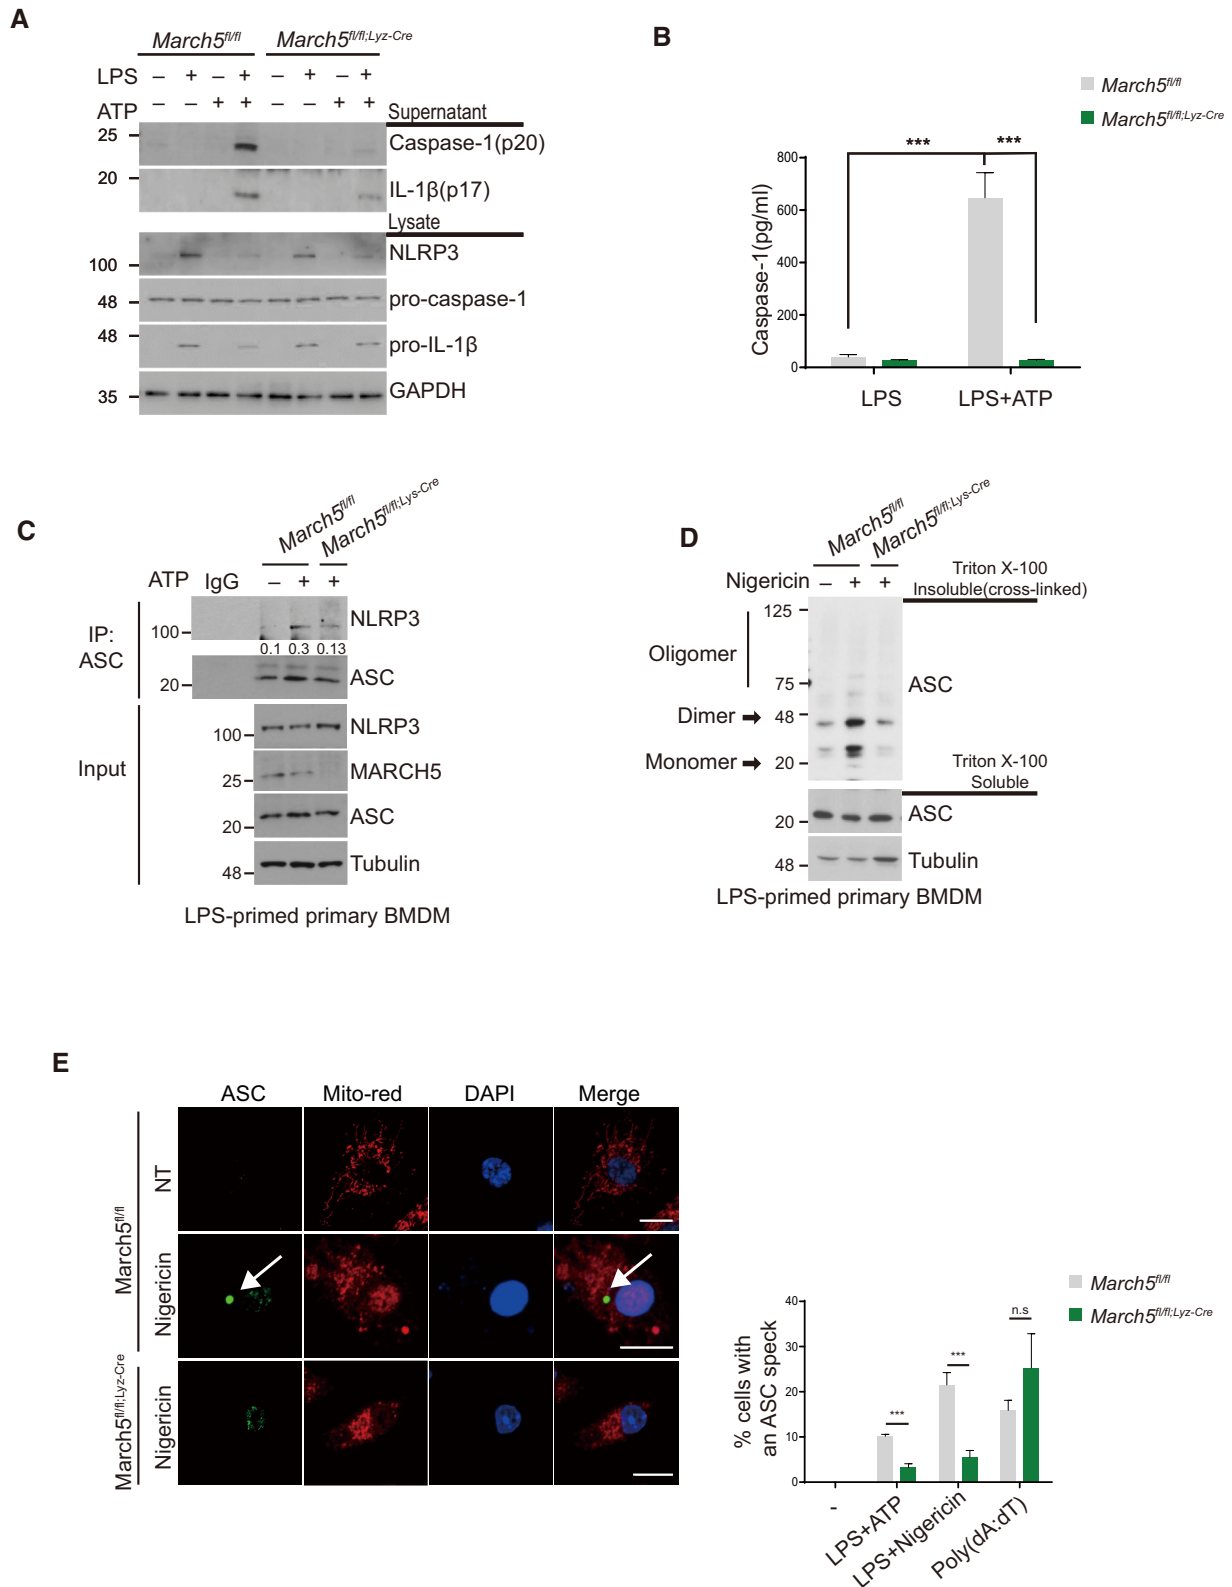 A
March5fl/fl March5fl/fl;Lyz-Cre
LPS – + – + – + – +
ATP – – + + – – + +
Supernatant
25
Caspase-1(p20)
20
IL-1β(p17)
Lysate
NLRP3
100
48
pro-caspase-1
48
pro-IL-1β
35
GAPDH
B
March5fl/fl
March5fl/fl;Lyz-Cre
*** ***
Caspase-1(pg/ml)
800
600
400
200
0
LPS LPS+ATP
C
March5fl/fl
March5fl/fl;Lys-Cre
ATP IgG – + +
IP:
ASC
100
NLRP3
0.1 0.3 0.13
20
ASC
Input
NLRP3
100
MARCH5
25
ASC
20
Tubulin
48
LPS-primed primary BMDM
D
March5fl/fl
March5fl/fl;Lys-Cre
Nigericin – + +
Triton X-100
Insoluble(cross-linked)
125
Oligomer
75
ASC
Dimer
48
Monomer
20
Triton X-100
Soluble
20
ASC
48
Tubulin
LPS-primed primary BMDM
E
ASC Mito-red DAPI Merge
March5fl/fl
NT
Nigericin
March5fl/fl;Lyz-Cre
Nigericin
March5fl/fl
March5fl/fl;Lyz-Cre
% cells with
an ASC speck
40
30
20
10
0
***
***
n.s
-
LPS+ATP
LPS+Nigericin
Poly(dA:dT)